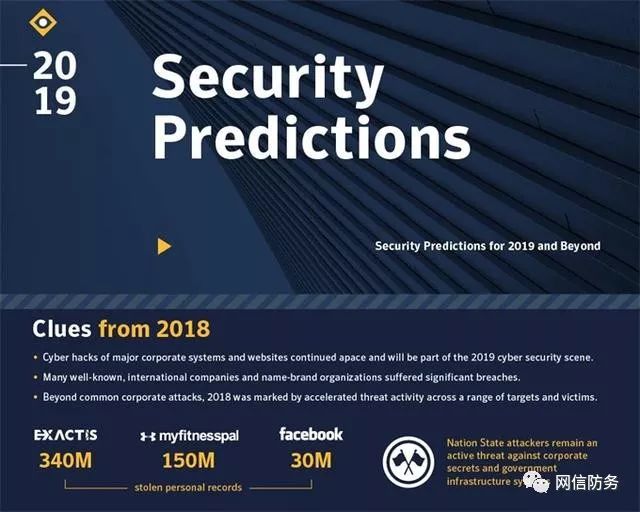 20
19
Security
Predictions
Security Predictions for 2019 and Beyond
Clues from 2018
• Cyber hacks of major corporate systems and websites continued apace and will be part of the 2019 cyber security scene.
• Many well-known, international companies and name-brand organizations suffered significant breaches.
• Beyond common corporate attacks, 2018 was marked by accelerated threat activity across a range of targets and victims.
EXACTIS
340M
myfitnesspal
150M
facebook
30M
stolen personal records
Nation State attackers remain an
active threat against corporate
secrets and government
infrastructure
网信防务